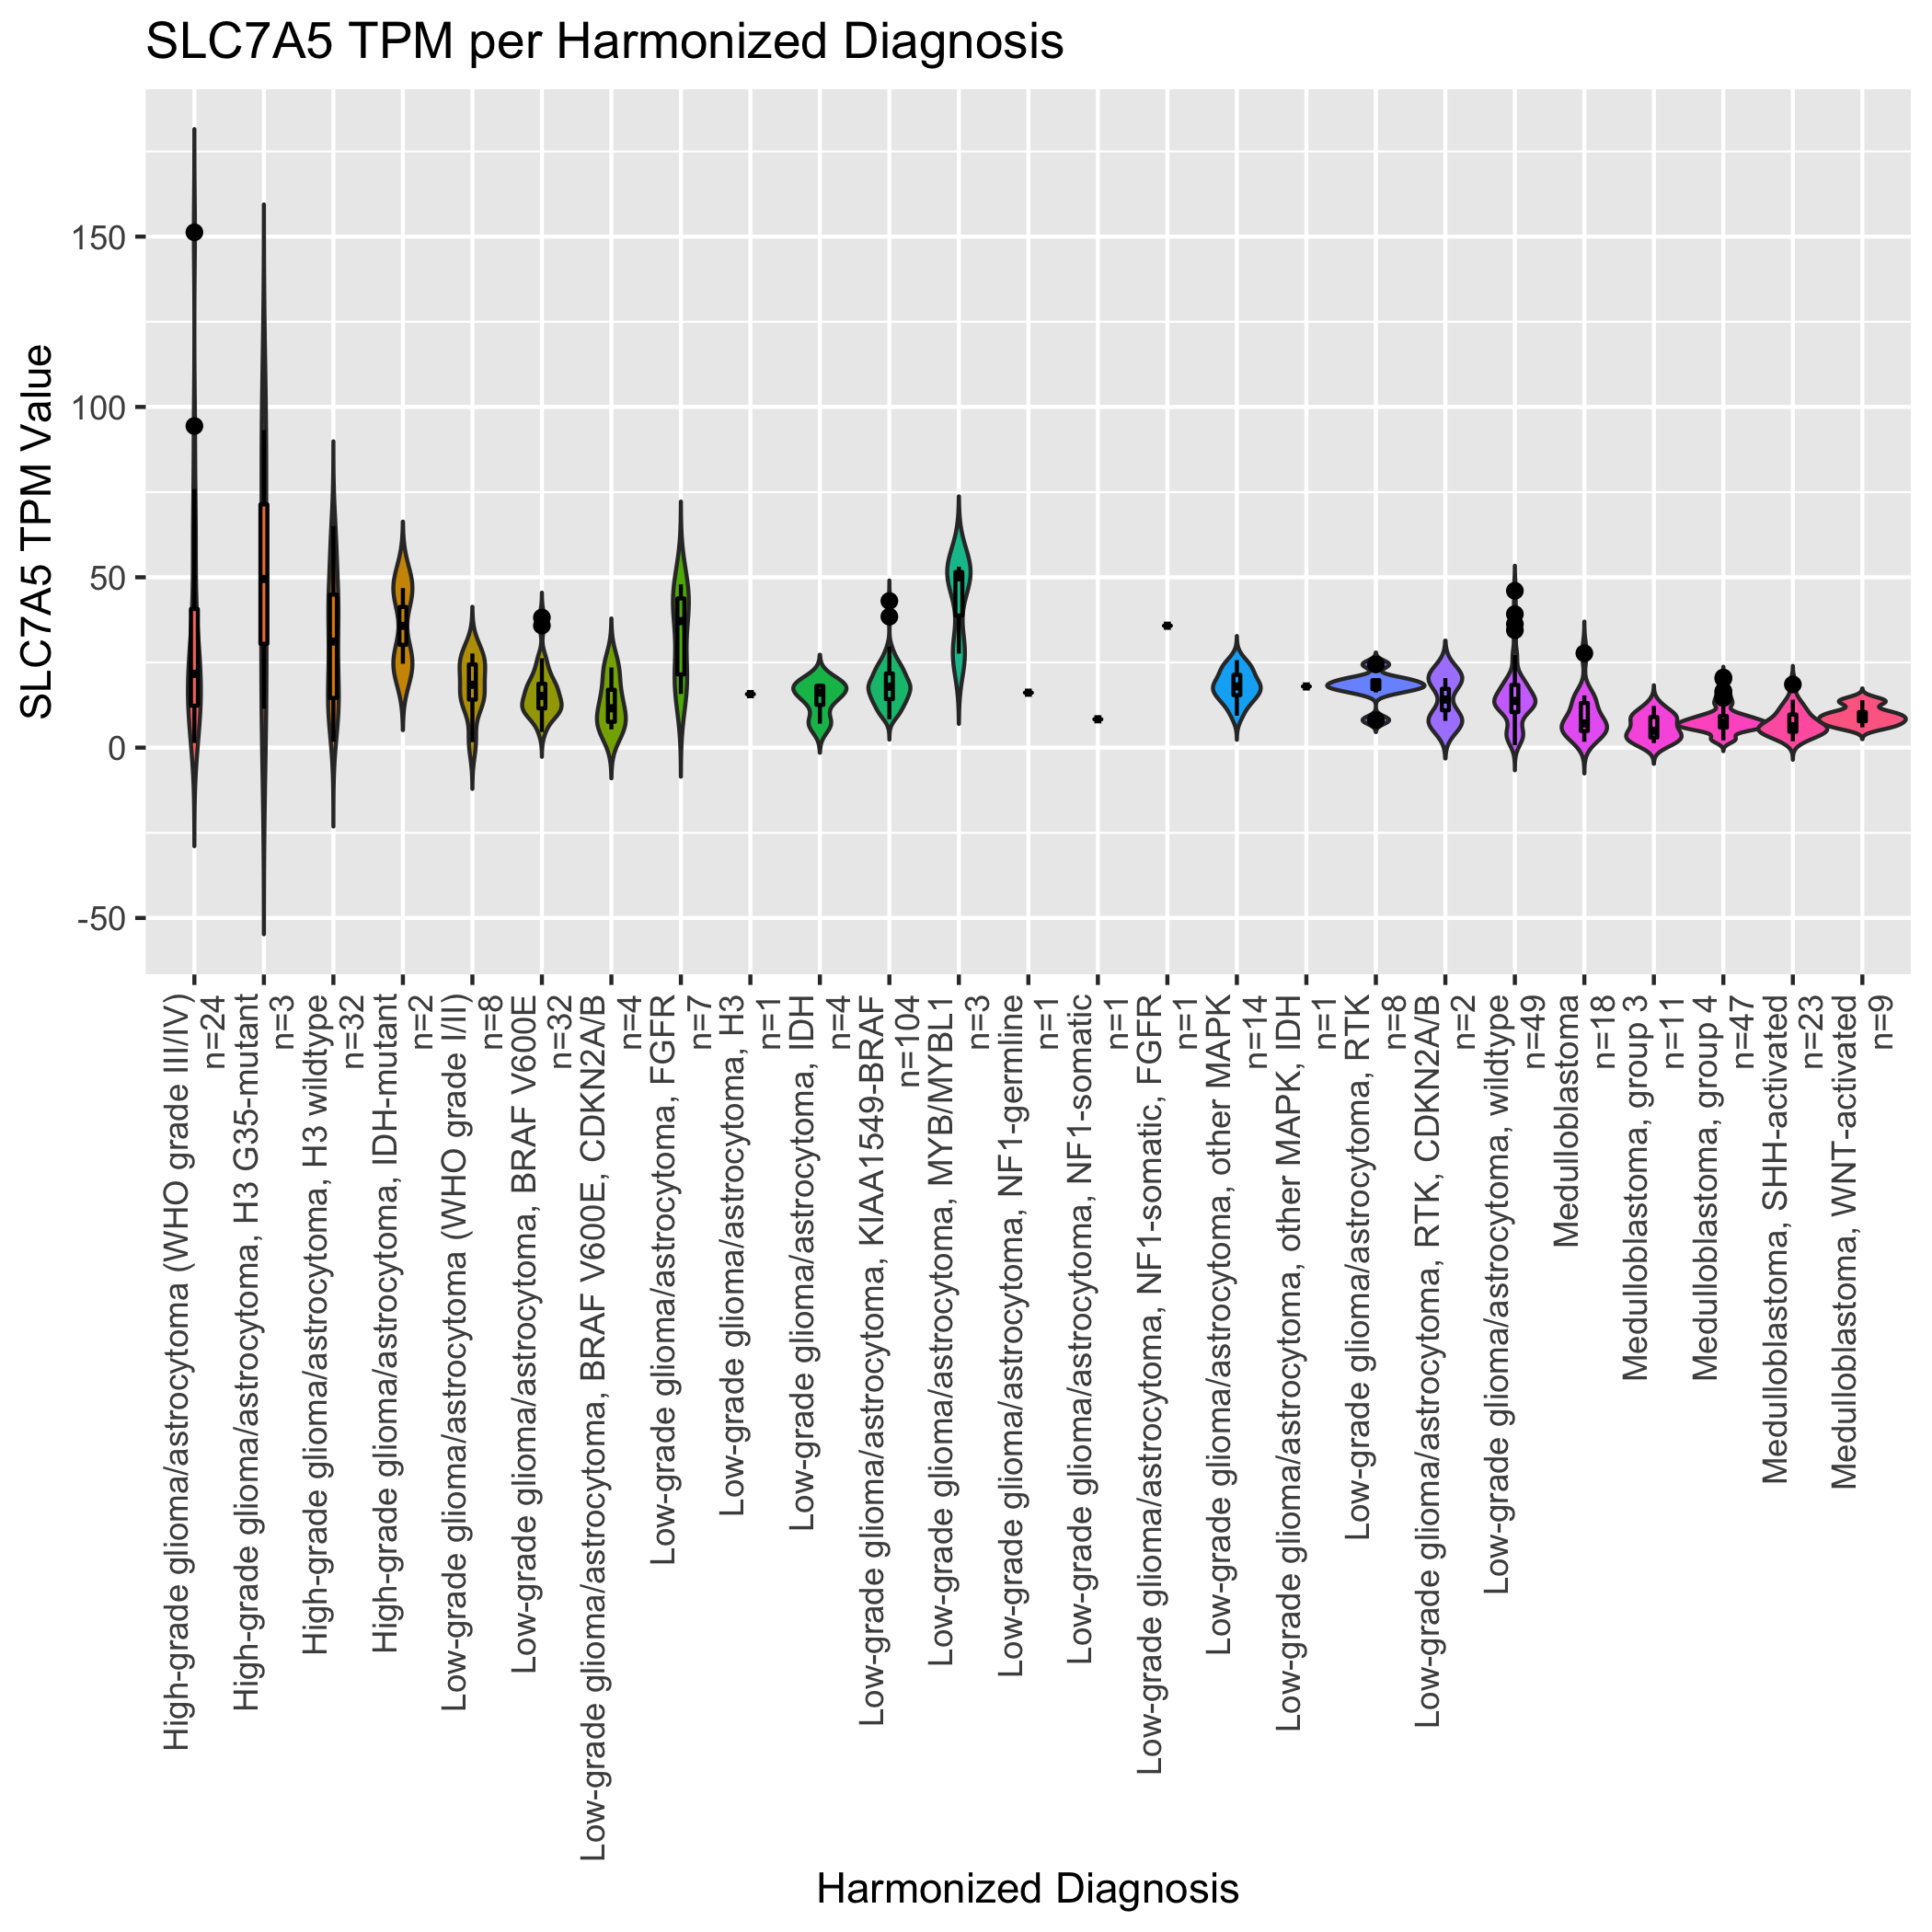 SLC7A5 TPM per Harmonized Diagnosis
SLC7A5 TPM Value
150
100
50
0
-50
High-grade glioma/astrocytoma (WHO grade III/IV)
n=24
High-grade glioma/astrocytoma, H3 G35-mutant
n=3
High-grade glioma/astrocytoma, H3 wildtype
n=32
High-grade glioma/astrocytoma, IDH-mutant
n=2
Low-grade glioma/astrocytoma (WHO grade I/II)
n=8
Low-grade glioma/astrocytoma, BRAF V600E
n=32
Low-grade glioma/astrocytoma, BRAF V600E, CDKN2A/B
n=4
Low-grade glioma/astrocytoma, FGFR
n=7
Low-grade glioma/astrocytoma, H3
n=1
Low-grade glioma/astrocytoma, IDH
n=4
Low-grade glioma/astrocytoma, KIAA1549-BRAF
n=104
Low-grade glioma/astrocytoma, MYB/MYBL1
n=3
Low-grade glioma/astrocytoma, NF1-germline
n=1
Low-grade glioma/astrocytoma, NF1-somatic
n=1
Low-grade glioma/astrocytoma, NF1-somatic, FGFR
n=1
Low-grade glioma/astrocytoma, other MAPK
n=14
Low-grade glioma/astrocytoma, other MAPK, IDH
n=1
Low-grade glioma/astrocytoma, RTK
n=8
Low-grade glioma/astrocytoma, RTK, CDKN2A/B
n=2
Low-grade glioma/astrocytoma, wildtype
n=49
Medulloblastoma
n=18
Medulloblastoma, group 3
n=11
Medulloblastoma, group 4
n=47
Medulloblastoma, SHH-activated
n=23
Medulloblastoma, WNT-activated
n=9
Harmonized Diagnosis